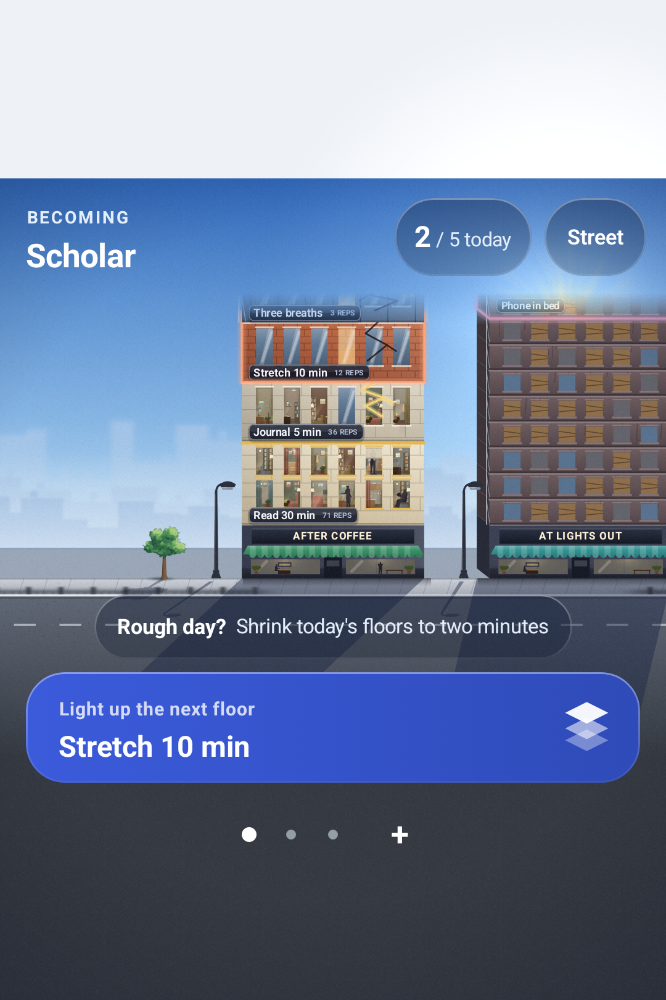 BECOMING
Scholar
2 / 5 today
Street
Three breaths 3 REPS
Phone in bed
Stretch 10 min 12 REPS
Journal 5 min 36 REPS
Read 30 min 71 REPS
AFTER COFFEE
AT LIGHTS OUT
Rough day? Shrink today's floors to two minutes
Light up the next floor
Stretch 10 min